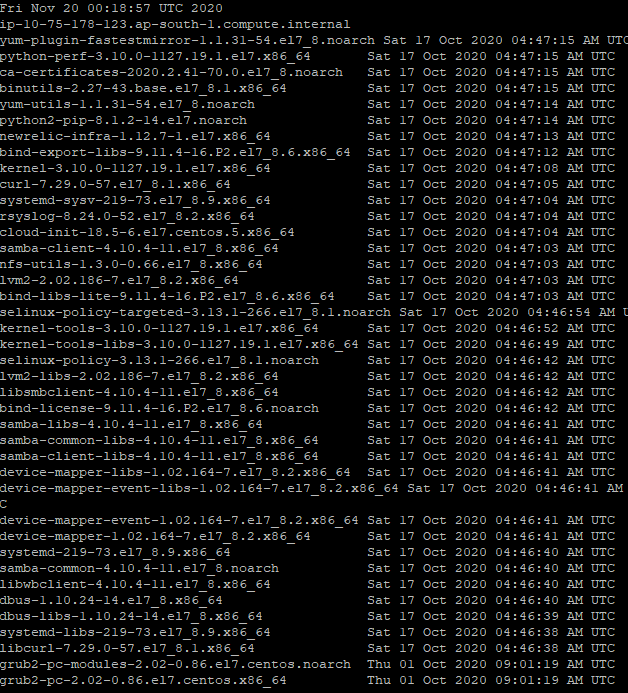 Fri Nov 20 00:18:57 UTC 2020
ip-10-75-178-123.ap-south-1.compute.internal
yum-plugin-fastestmirror-1.1.31-54.el7_8.noarch Sat 17 Oct 2020 04:47:15 AM UTC
python-perf-3.10.0-1127.19.1.el7.x86_64 Sat 17 Oct 2020 04:47:15 AM UTC
ca-certificates-2020.2.41-70.0.el7_8.noarch Sat 17 Oct 2020 04:47:15 AM UTC
binutils-2.27-43.base.el7_8.1.x86_64 Sat 17 Oct 2020 04:47:15 AM UTC
yum-utils-1.1.31-54.el7_8.noarch Sat 17 Oct 2020 04:47:14 AM UTC
python2-pip-8.1.2-14.el7.noarch Sat 17 Oct 2020 04:47:14 AM UTC
newrelic-infra-1.12.7-1.el7.x86_64 Sat 17 Oct 2020 04:47:13 AM UTC
bind-export-libs-9.11.4-16.P2.el7_8.6.x86_64 Sat 17 Oct 2020 04:47:12 AM UTC
kernel-3.10.0-1127.19.1.el7.x86_64 Sat 17 Oct 2020 04:47:08 AM UTC
curl-7.29.0-57.el7_8.1.x86_64 Sat 17 Oct 2020 04:47:05 AM UTC
systemd-sysv-219-73.el7_8.9.x86_64 Sat 17 Oct 2020 04:47:04 AM UTC
rsyslog-8.24.0-52.el7_8.2.x86_64 Sat 17 Oct 2020 04:47:04 AM UTC
cloud-init-18.5-6.el7.centos.5.x86_64 Sat 17 Oct 2020 04:47:04 AM UTC
samba-client-4.10.4-11.el7_8.x86_64 Sat 17 Oct 2020 04:47:03 AM UTC
nfs-utils-1.3.0-0.66.el7_8.x86_64 Sat 17 Oct 2020 04:47:03 AM UTC
lvm2-2.02.186-7.el7_8.2.x86_64 Sat 17 Oct 2020 04:47:03 AM UTC
bind-libs-lite-9.11.4-16.P2.el7_8.6.x86_64 Sat 17 Oct 2020 04:47:03 AM UTC
selinux-policy-targeted-3.13.1-266.el7_8.1.noarch Sat 17 Oct 2020 04:46:54 AM U
kernel-tools-3.10.0-1127.19.1.el7.x86_64 Sat 17 Oct 2020 04:46:52 AM UTC
kernel-tools-libs-3.10.0-1127.19.1.el7.x86_64 Sat 17 Oct 2020 04:46:49 AM UTC
selinux-policy-3.13.1-266.el7_8.1.noarch Sat 17 Oct 2020 04:46:42 AM UTC
lvm2-libs-2.02.186-7.el7_8.2.x86_64 Sat 17 Oct 2020 04:46:42 AM UTC
libsmbclient-4.10.4-11.el7_8.x86_64 Sat 17 Oct 2020 04:46:42 AM UTC
bind-license-9.11.4-16.P2.el7_8.6.noarch Sat 17 Oct 2020 04:46:42 AM UTC
samba-libs-4.10.4-11.el7_8.x86_64 Sat 17 Oct 2020 04:46:41 AM UTC
samba-common-libs-4.10.4-11.el7_8.x86_64 Sat 17 Oct 2020 04:46:41 AM UTC
samba-client-libs-4.10.4-11.el7_8.x86_64 Sat 17 Oct 2020 04:46:41 AM UTC
device-mapper-libs-1.02.164-7.el7_8.2.x86_64 Sat 17 Oct 2020 04:46:41 AM UTC
device-mapper-event-libs-1.02.164-7.el7_8.2.x86_64 Sat 17 Oct 2020 04:46:41 AM
C
device-mapper-event-1.02.164-7.el7_8.2.x86_64 Sat 17 Oct 2020 04:46:41 AM UTC
device-mapper-1.02.164-7.el7_8.2.x86_64 Sat 17 Oct 2020 04:46:41 AM UTC
systemd-219-73.el7_8.9.x86_64 Sat 17 Oct 2020 04:46:40 AM UTC
samba-common-4.10.4-11.el7_8.noarch Sat 17 Oct 2020 04:46:40 AM UTC
libwbclient-4.10.4-11.el7_8.x86_64 Sat 17 Oct 2020 04:46:40 AM UTC
dbus-1.10.24-14.el7_8.x86_64 Sat 17 Oct 2020 04:46:40 AM UTC
dbus-libs-1.10.24-14.el7_8.x86_64 Sat 17 Oct 2020 04:46:39 AM UTC
systemd-libs-219-73.el7_8.9.x86_64 Sat 17 Oct 2020 04:46:38 AM UTC
libcurl-7.29.0-57.el7_8.1.x86_64 Sat 17 Oct 2020 04:46:38 AM UTC
grub2-pc-modules-2.02-0.86.el7.centos.noarch Thu 01 Oct 2020 09:01:19 AM UTC
grub2-pc-2.02-0.86.el7.centos.x86_64 Thu 01 Oct 2020 09:01:19 AM UTC